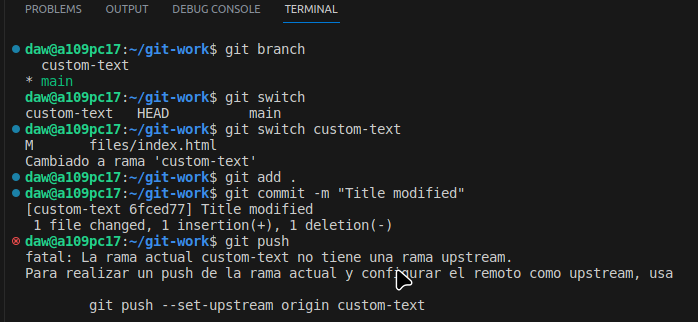 PROBLEMS OUTPUT DEBUG CONSOLE TERMINAL
daw@a109pc17:~/git-work$ git branch
custom-text
* main
daw@a109pc17:~/git-work$ git switch
custom-text HEAD main
daw@a109pc17:~/git-work$ git switch custom-text
M files/index.html
Cambiado a rama 'custom-text'
daw@a109pc17:~/git-work$ git add .
daw@a109pc17:~/git-work$ git commit -m "Title modified"
[custom-text 6fced77] Title modified
1 file changed, 1 insertion(+), 1 deletion(-)
daw@a109pc17:~/git-work$ git push
fatal: La rama actual custom-text no tiene una rama upstream.
Para realizar un push de la rama actual y configurar el remoto como upstream, usa
git push --set-upstream origin custom-text